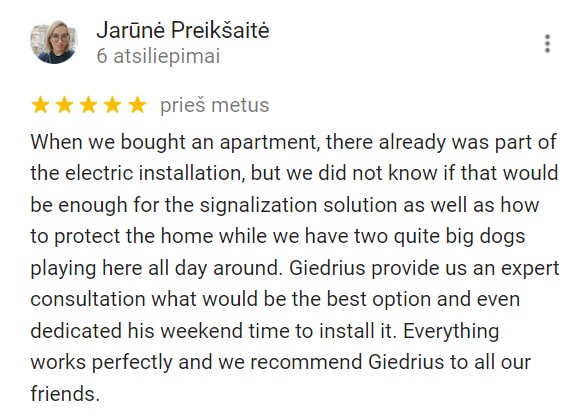 Jarūnė Preikšaitė
6 atsiliepimai
prieš metus
When we bought an apartment, there already was part of
the electric installation, but we did not know if that would
be enough for the signalization solution as well as how
to protect the home while we have two quite big dogs
playing here all day around. Giedrius provide us an expert
consultation what would be the best option and even
dedicated his weekend time to install it. Everything
works perfectly and we recommend Giedrius to all our
friends.